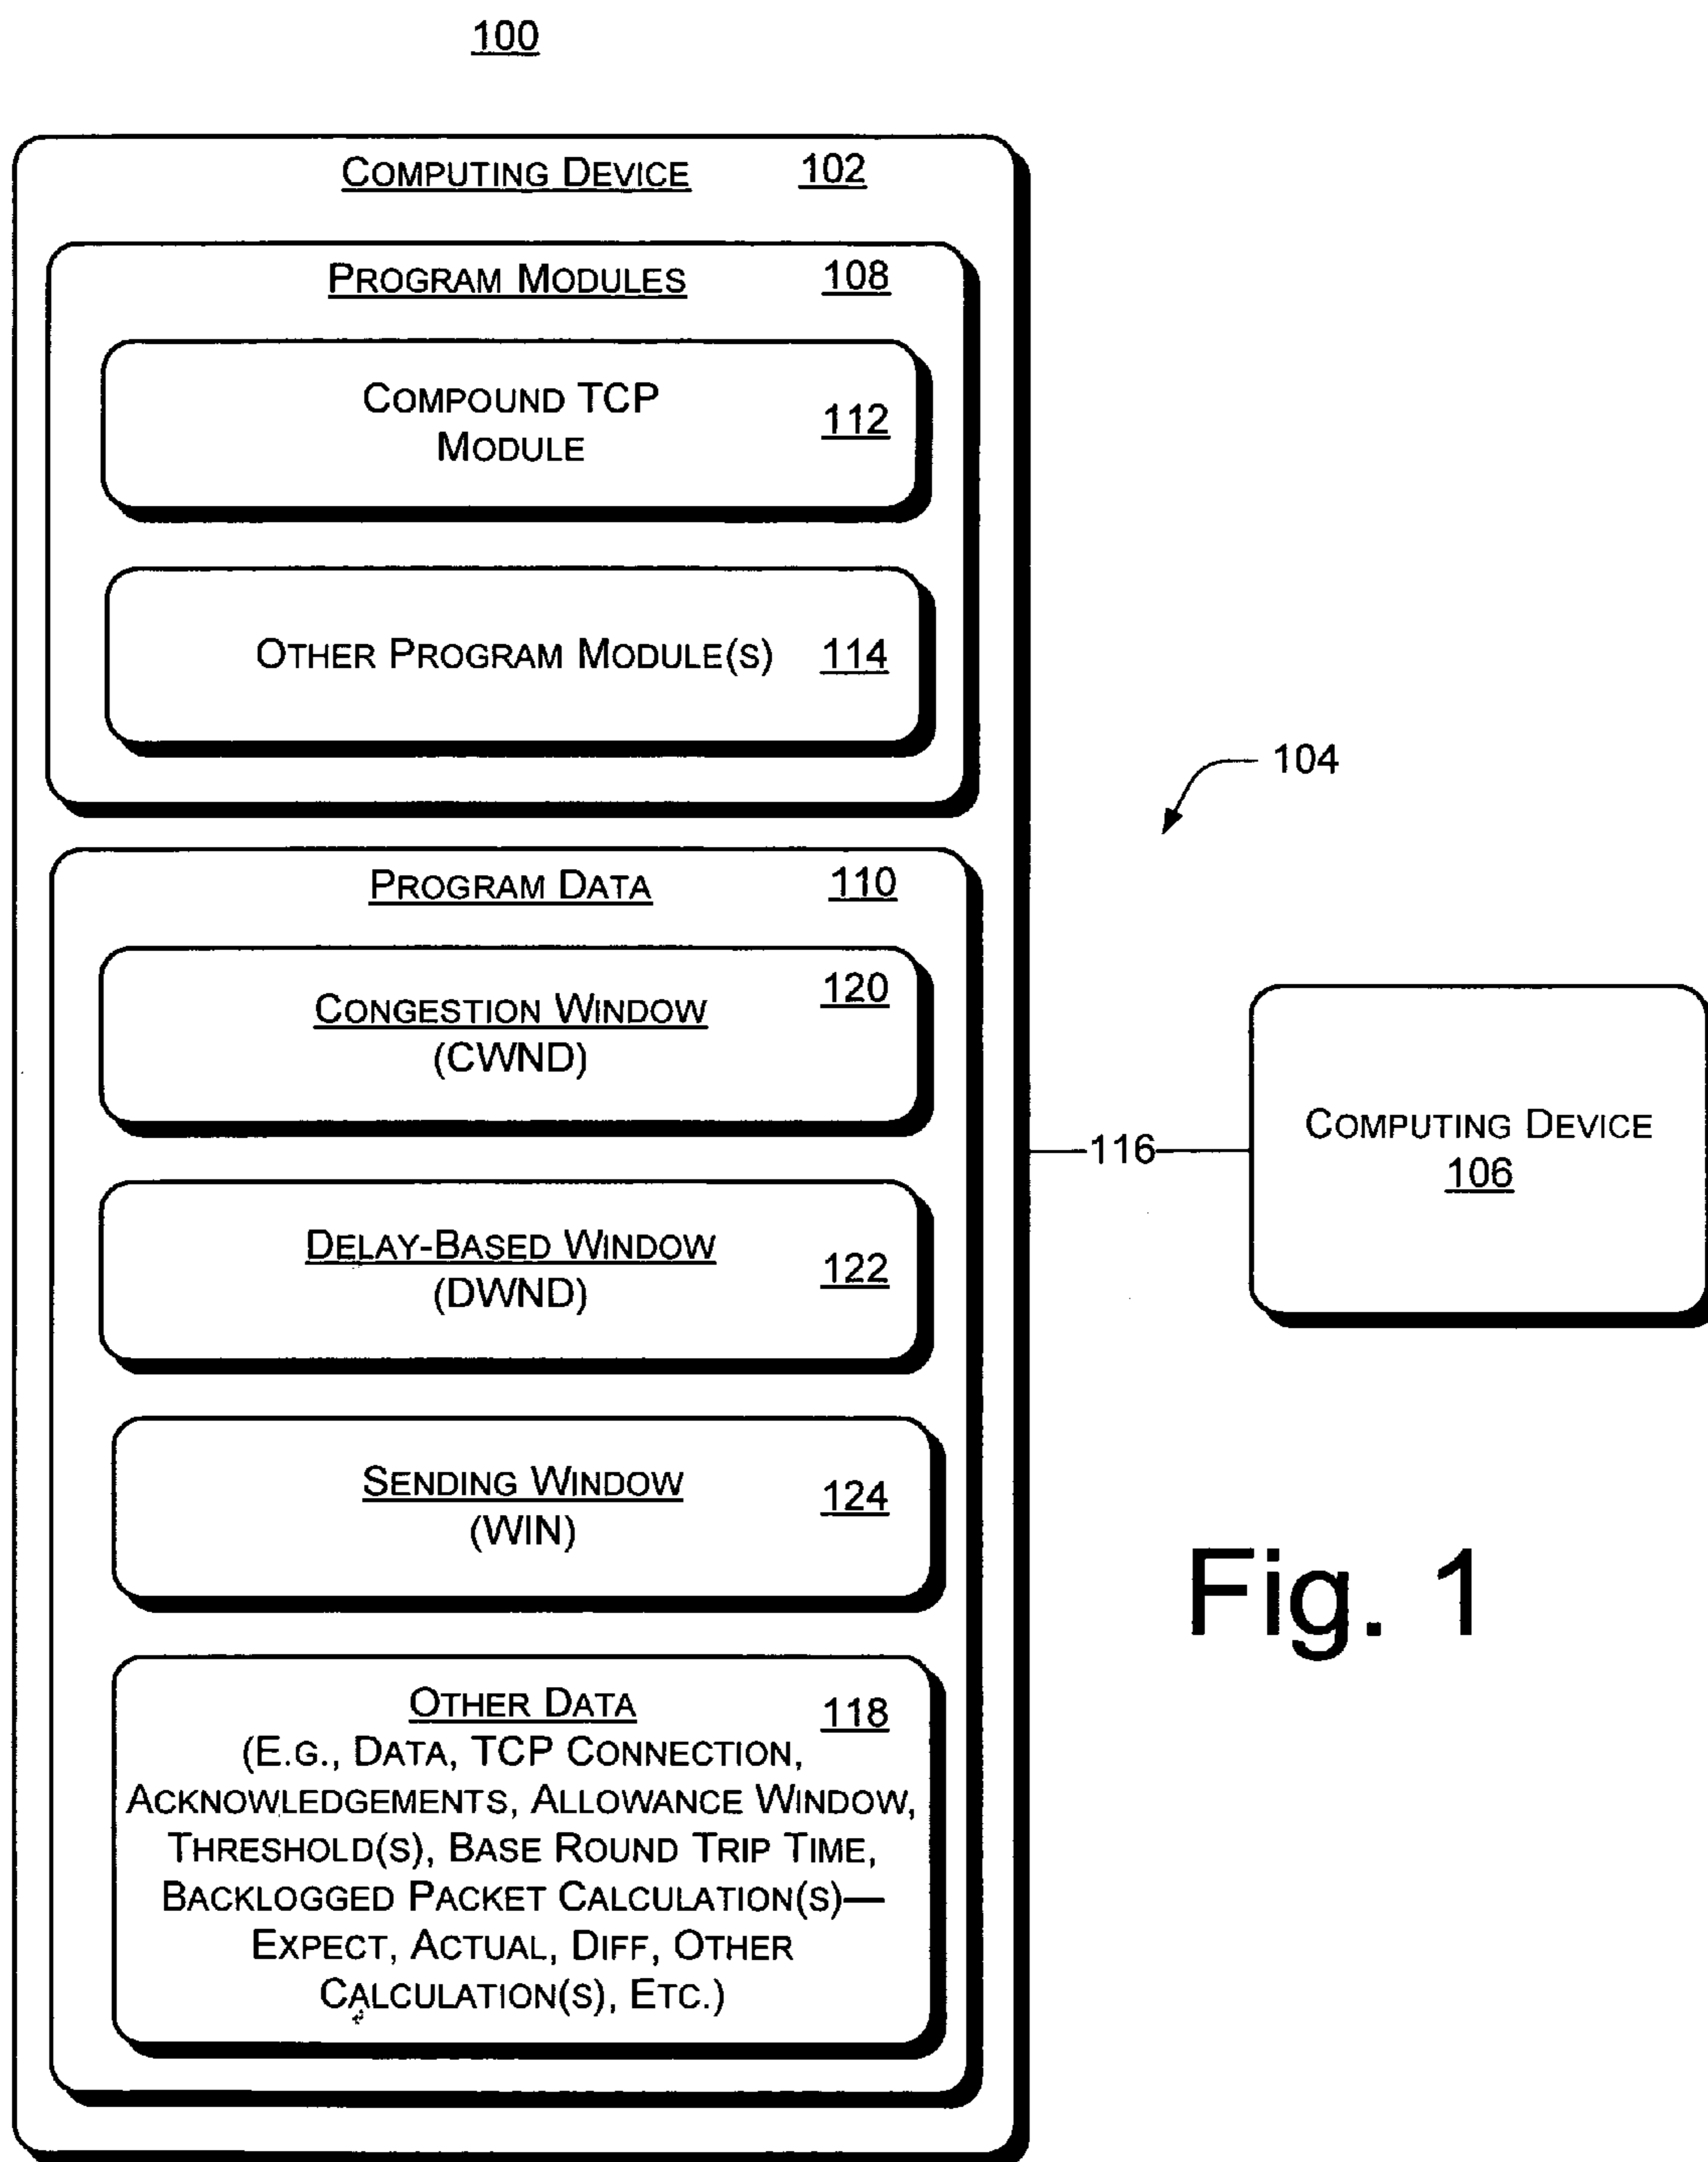 100
COMPUTING DEVICE 102
PROGRAM MODULES 108
COMPOUND TCP
MODULE
112
OTHER PROGRAM MODULE(S) 114
104
PROGRAM DATA 110
CONGESTION WINDOW 120
(CWND)
DELAY-BASED WINDOW
(DWND)
122
SENDING WINDOW
(WIN)
124
OTHER DATA 118
(E.G., DATA, TCP CONNECTION,
ACKNOWLEDGEMENTS, ALLOWANCE WINDOW,
THRESHOLD(S), BASE ROUND TRIP TIME,
BACKLOGGED PACKET CALCULATION(S)—
EXPECT, ACTUAL, DIFF, OTHER
CALCULATION(S), ETC.)
116
COMPUTING DEVICE
106
Fig. 1